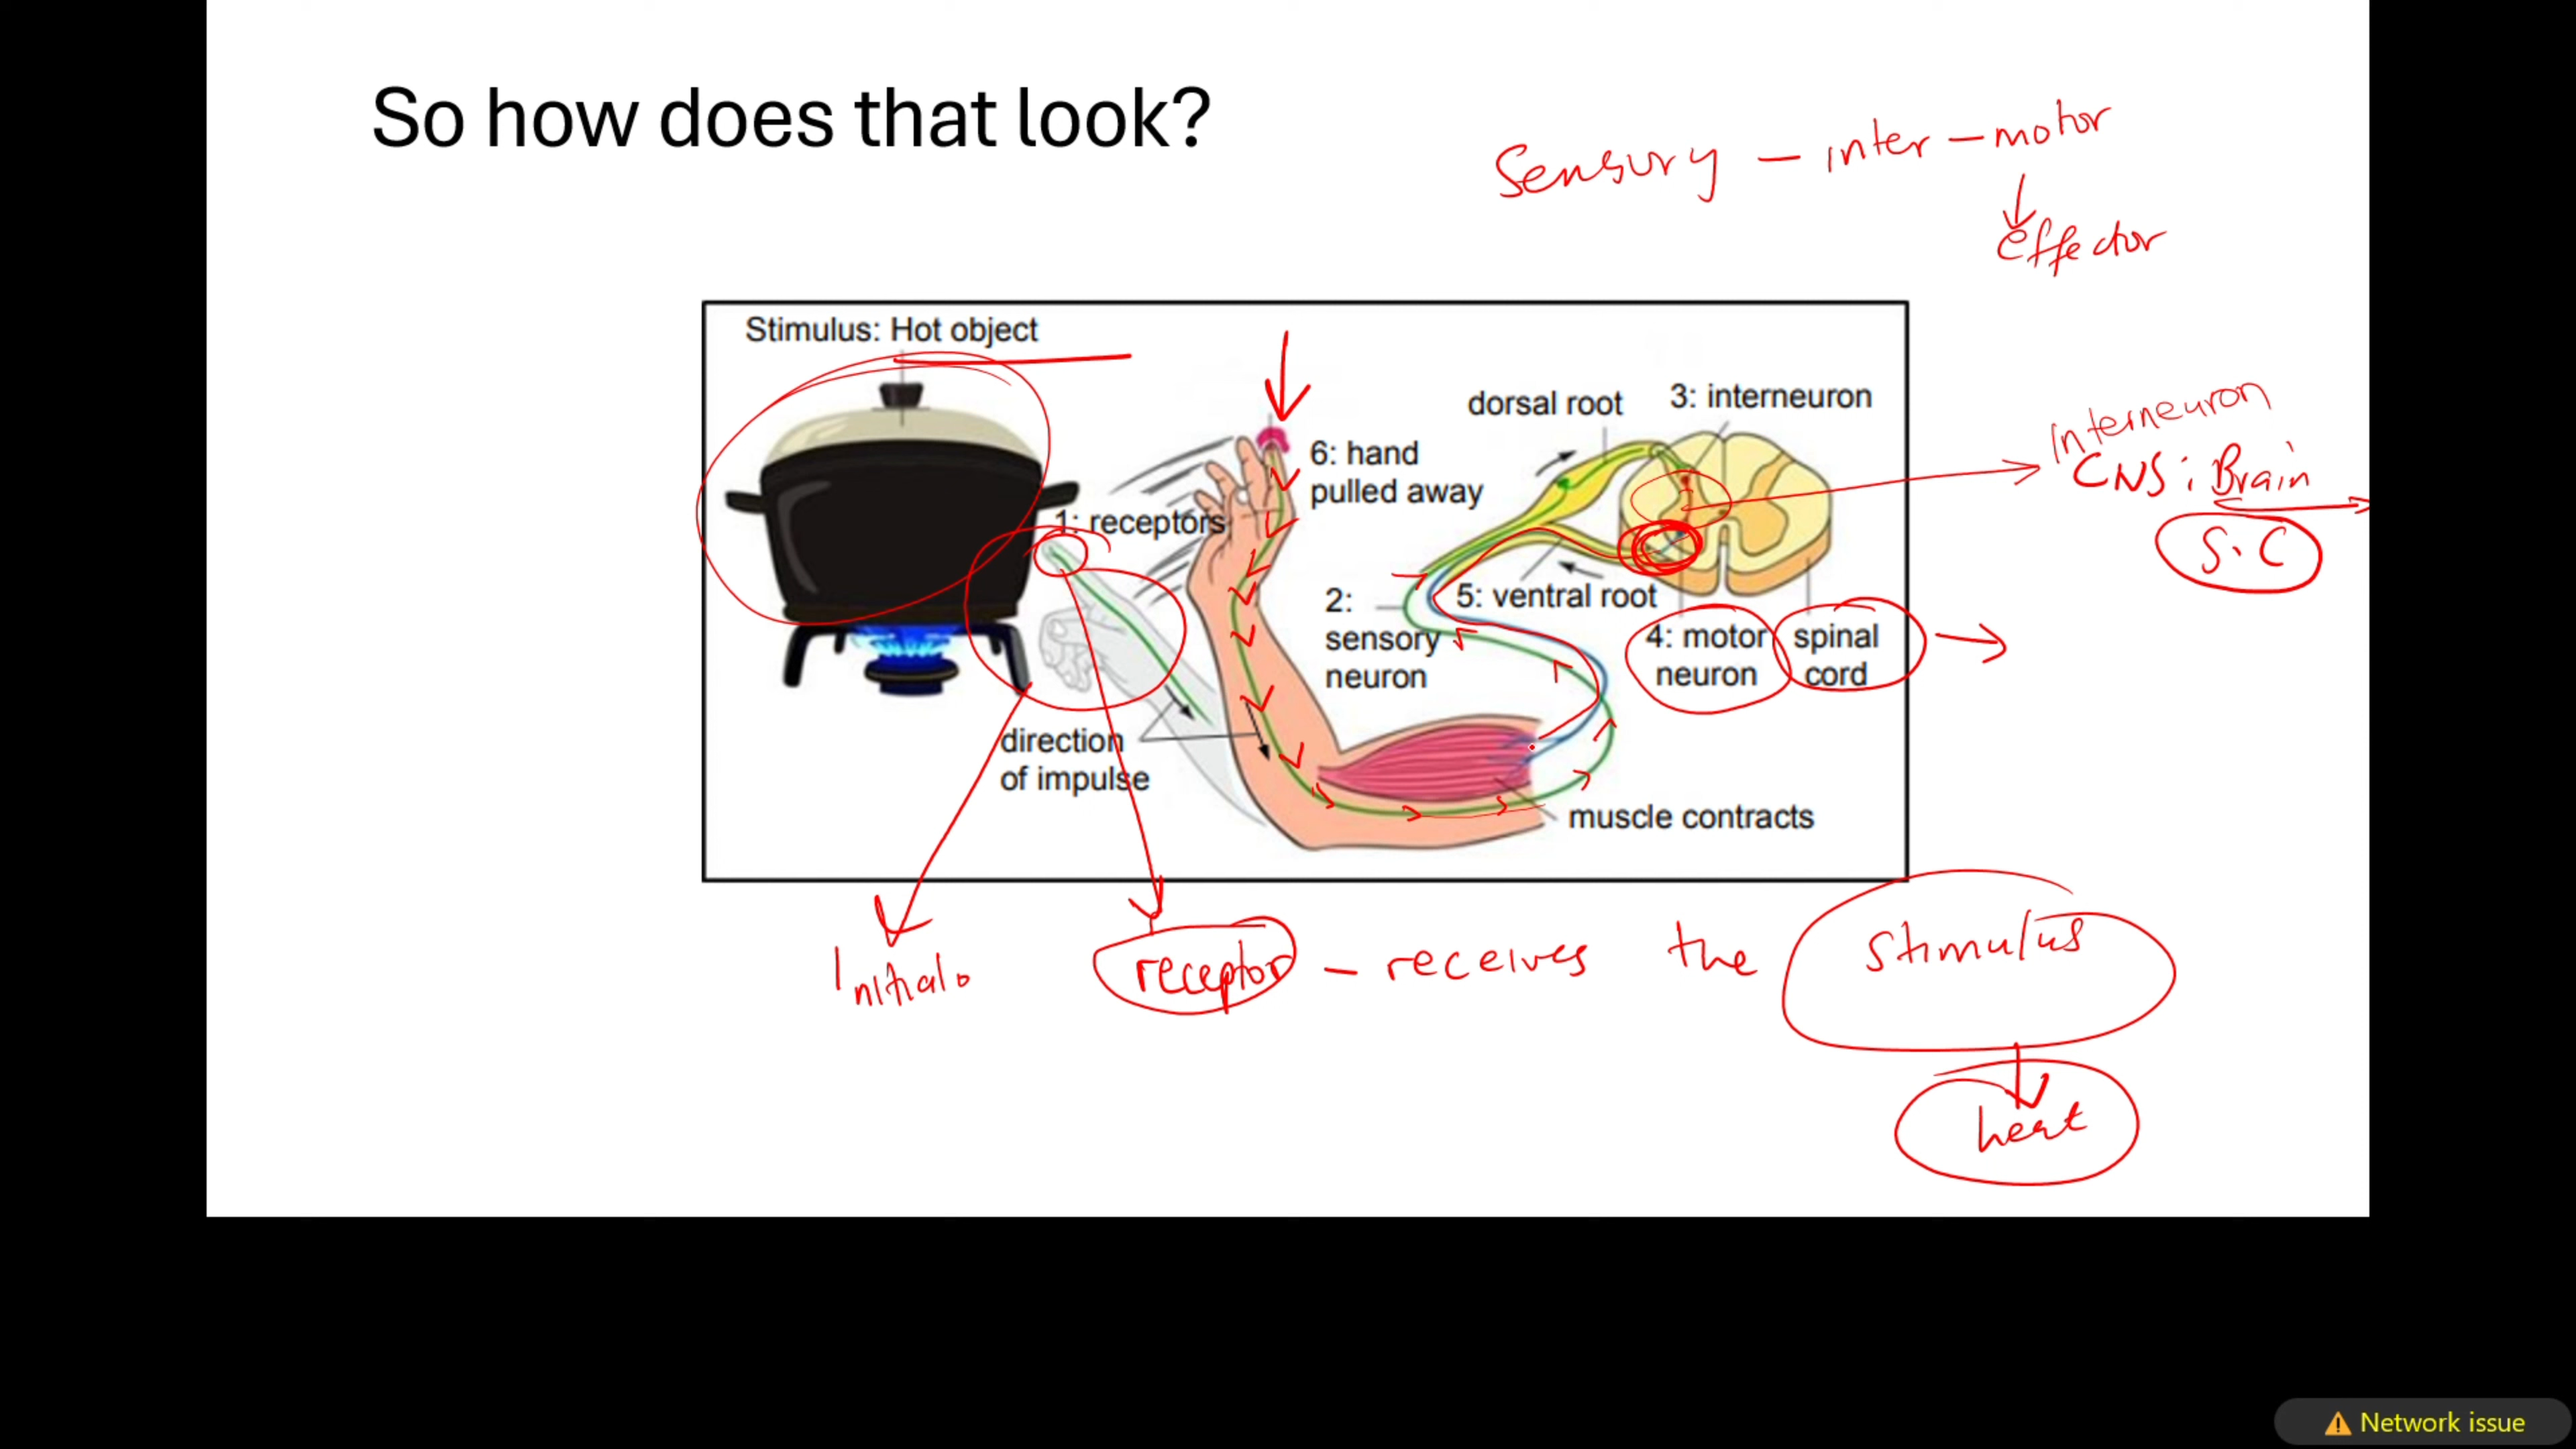 So how does that look?
Sensury - inter - motor
effector
Stimulus: Hot object
dorsal root
3: interneuron
Interneuron
CNS: Brain
S.C
6: hand
pulled away
1: receptors
2:
sensory
neuron
5: ventral root
4: motor
neuron
spinal
cord
direction
of impulse
muscle contracts
Initial.
receptor - receives the stimulus
heat
Network issue